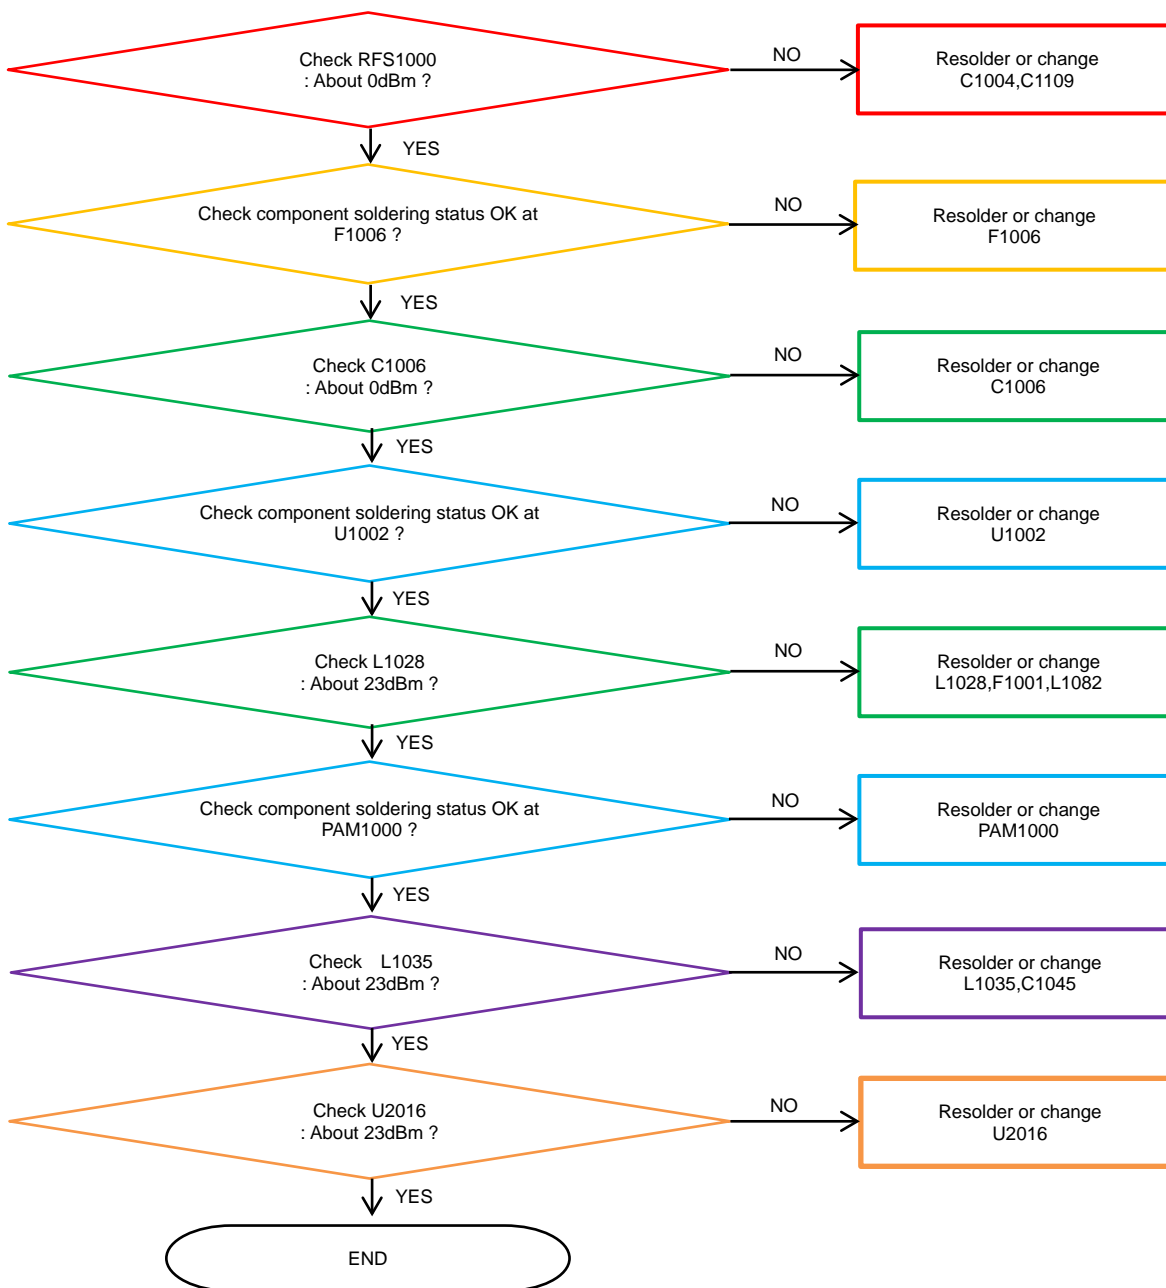 Check RFS1000
: About 0dBm ?
NO
Resolder or change
C1004,C1109
YES
Check component soldering status OK at
F1006 ?
NO
Resolder or change
F1006
YES
Check C1006
: About 0dBm ?
NO
Resolder or change
C1006
YES
Check component soldering status OK at
U1002 ?
NO
Resolder or change
U1002
YES
Check L1028
: About 23dBm ?
NO
Resolder or change
L1028,F1001,L1082
YES
Check component soldering status OK at
PAM1000 ?
NO
Resolder or change
PAM1000
YES
Check L1035
: About 23dBm ?
NO
Resolder or change
L1035,C1045
YES
Check U2016
: About 23dBm ?
NO
Resolder or change
U2016
YES
END